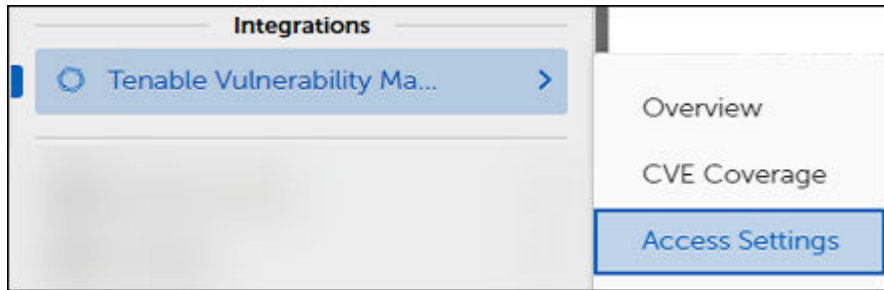 Integrations
Tenable Vulnerability Ma...
Overview
CVE Coverage
Access Settings